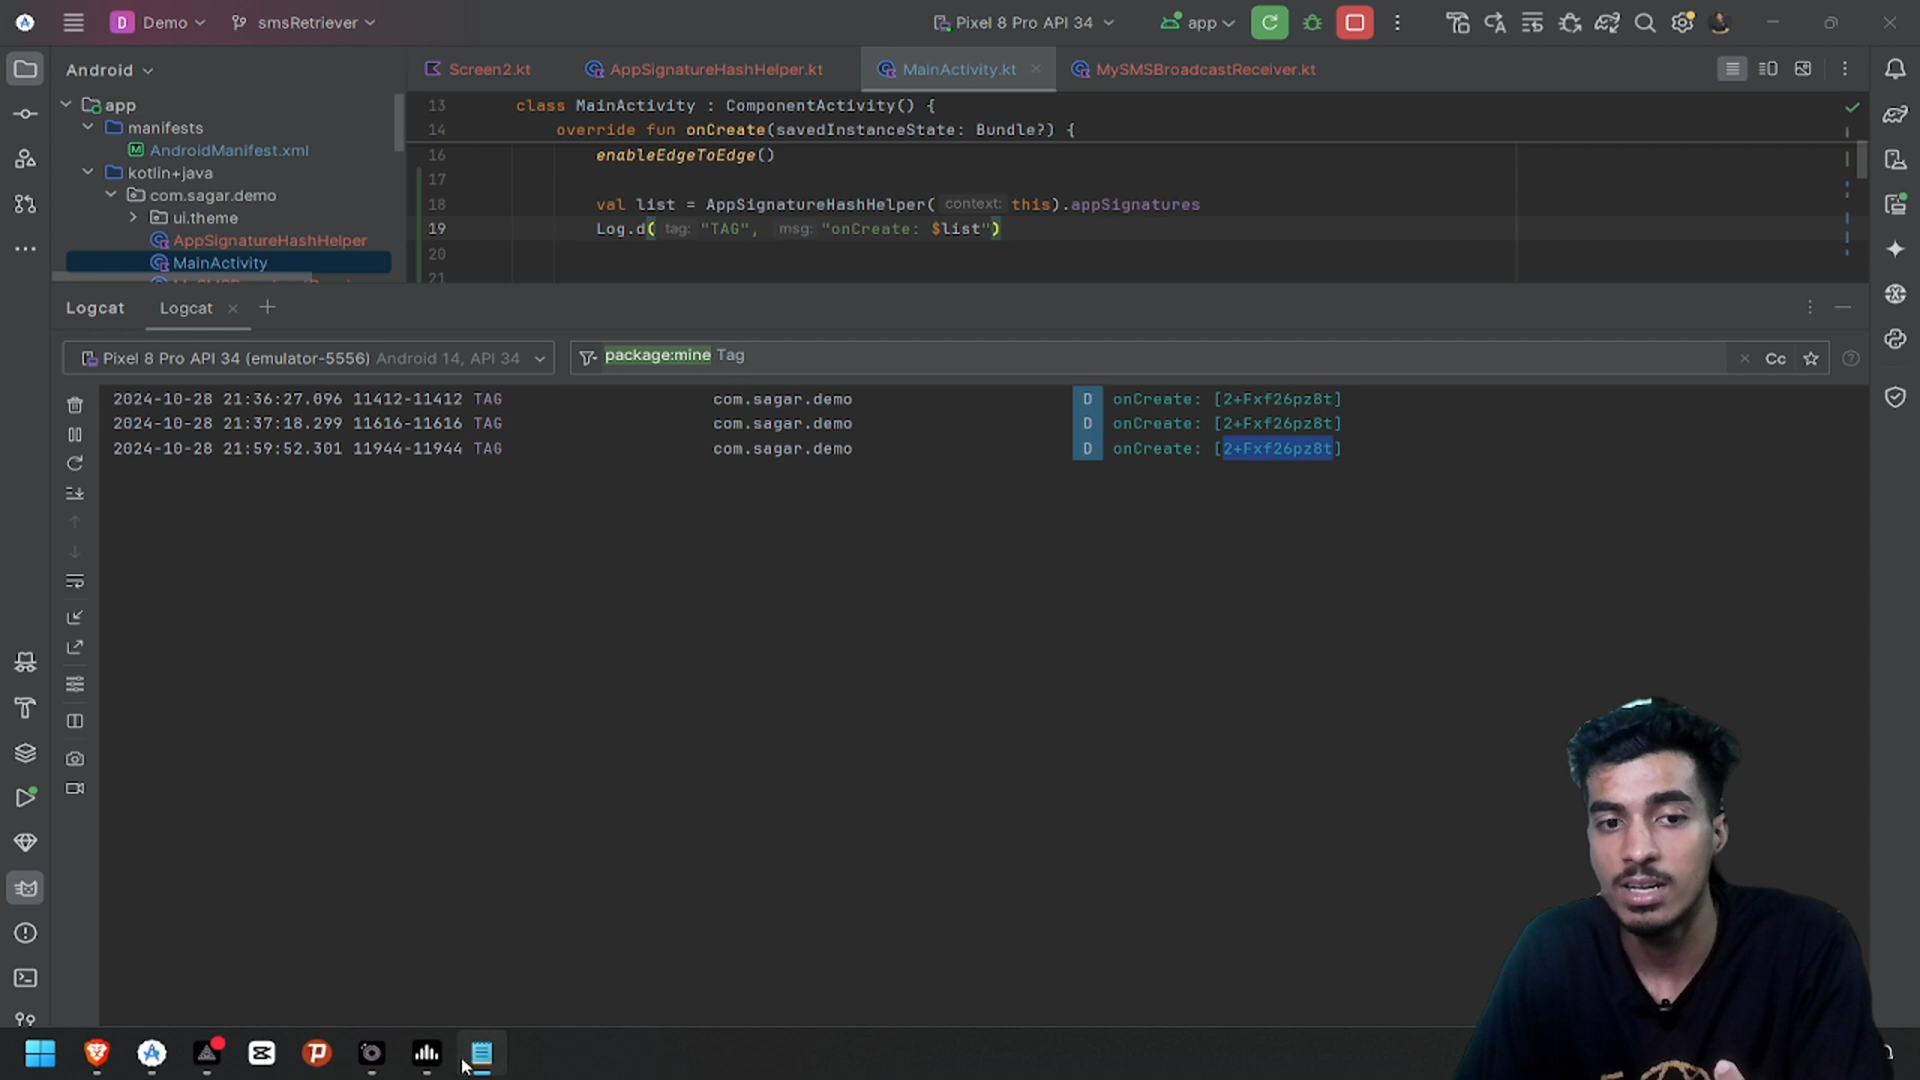 D Demo smsRetriever Pixel 8 Pro API 34 app
Android
Screen2.kt AppSignatureHashHelper.kt MainActivity.kt MySMSBroadcastReceiver.kt
app
manifests
AndroidManifest.xml
kotlin+java
com.sagar.demo
ui.theme
AppSignatureHashHelper
MainActivity
13 class MainActivity : ComponentActivity() {
14 override fun onCreate(savedInstanceState: Bundle?) {
16 enableEdgeToEdge()
17
18 val list = AppSignatureHashHelper( context: this).appSignatures
19 Log.d( tag: "TAG", msg: "onCreate: $list")
20
21
Logcat Logcat
Pixel 8 Pro API 34 (emulator-5556) Android 14, API 34 package:mine Tag Cc
2024-10-28 21:36:27.096 11412-11412 TAG com.sagar.demo D onCreate: [2+Fxf26pz8t]
2024-10-28 21:37:18.299 11616-11616 TAG com.sagar.demo D onCreate: [2+Fxf26pz8t]
2024-10-28 21:59:52.301 11944-11944 TAG com.sagar.demo D onCreate: [2+Fxf26pz8t]